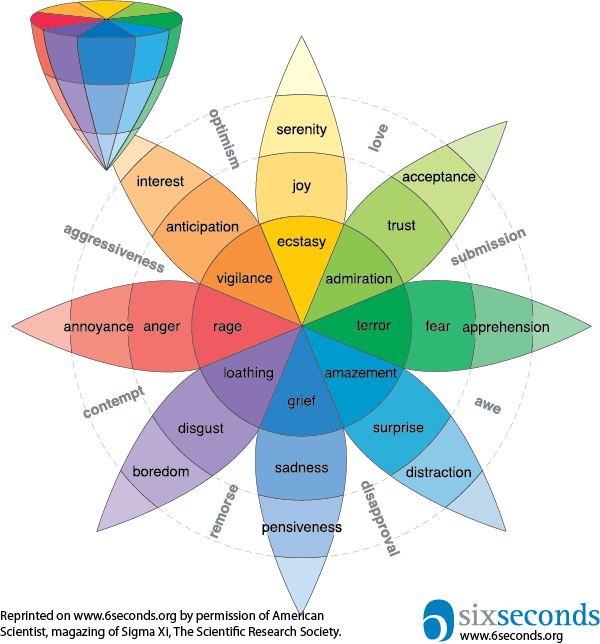 optimism
love
serenity
interest
acceptance
joy
anticipation
trust
aggressiveness
submission
ecstasy
vigilance
admiration
annoyance
anger
rage
terror
fear
apprehension
loathing
amazement
grief
contempt
awe
disgust
surprise
boredom
sadness
distraction
remorse
pensiveness
disapproval
Reprinted on www.6seconds.org by permission of American
Scientist, magazing of Sigma Xi, The Scientific Research Society.
6 sixseconds
www.6seconds.org